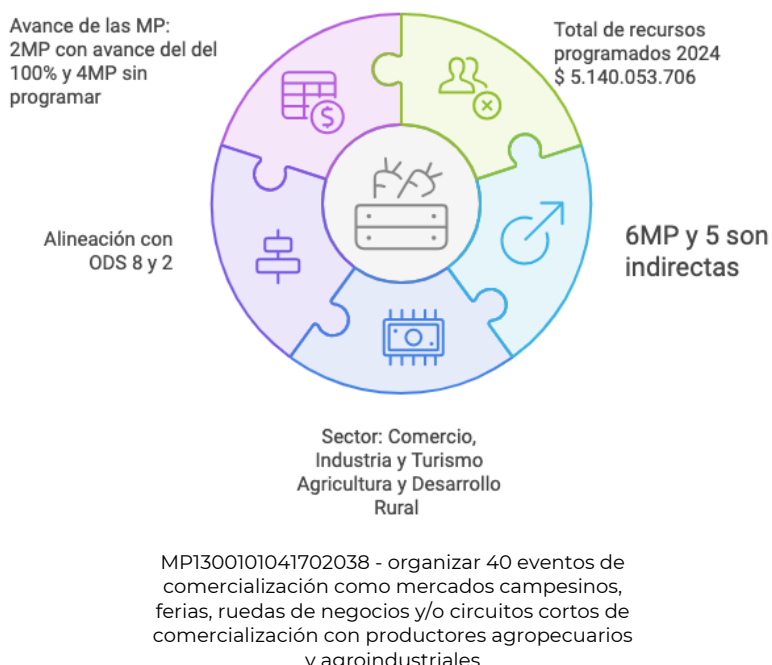 Avance de las MP:
2MP con avance del del
100% y 4MP sin
programar
Total de recursos
programados 2024
$ 5.140.053.706
Alineación con
ODS 8 y 2
6MP y 5 son
indirectas
$
Sector: Comercio,
Industria y Turismo
Agricultura y Desarrollo
Rural
MP1300101041702038 - organizar 40 eventos de
comercialización como mercados campesinos,
ferias, ruedas de negocios y/o circuitos cortos de
comercialización con productores agropecuarios
y agroindustriales